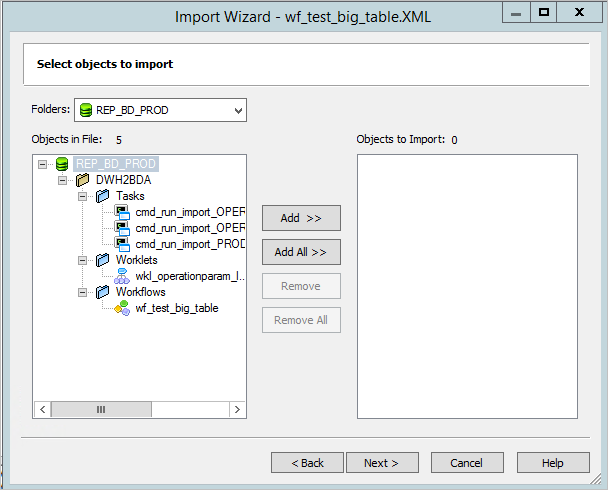 Import Wizard - wf_test_big_table.XML
Select objects to import
Folders: REP_BD_PROD
Objects in File: 5
Objects to Import: 0
REP_BD_PROD
DWH2BDA
Tasks
cmd_run_import_OPER
cmd_run_import_OPER
cmd_run_import_PROD
Worklets
wkl_operationparam_l...
Workflows
wf_test_big_table
Add >>
Add All >>
Remove
Remove All
< Back
Next >
Cancel
Help